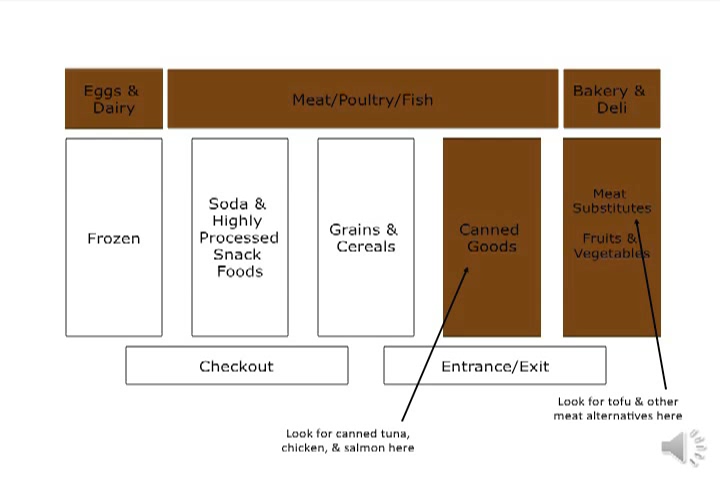 Eggs &
Dairy
Meat/Poultry/Fish
Bakery &
Deli
Frozen
Soda &
Highly
Processed
Snack
Foods
Grains &
Cereals
Canned
Goods
Meat
Substitutes
Fruits &
Vegetables
Checkout
Entrance/Exit
Look for canned tuna,
chicken, & salmon here
Look for tofu & other
meat alternatives here